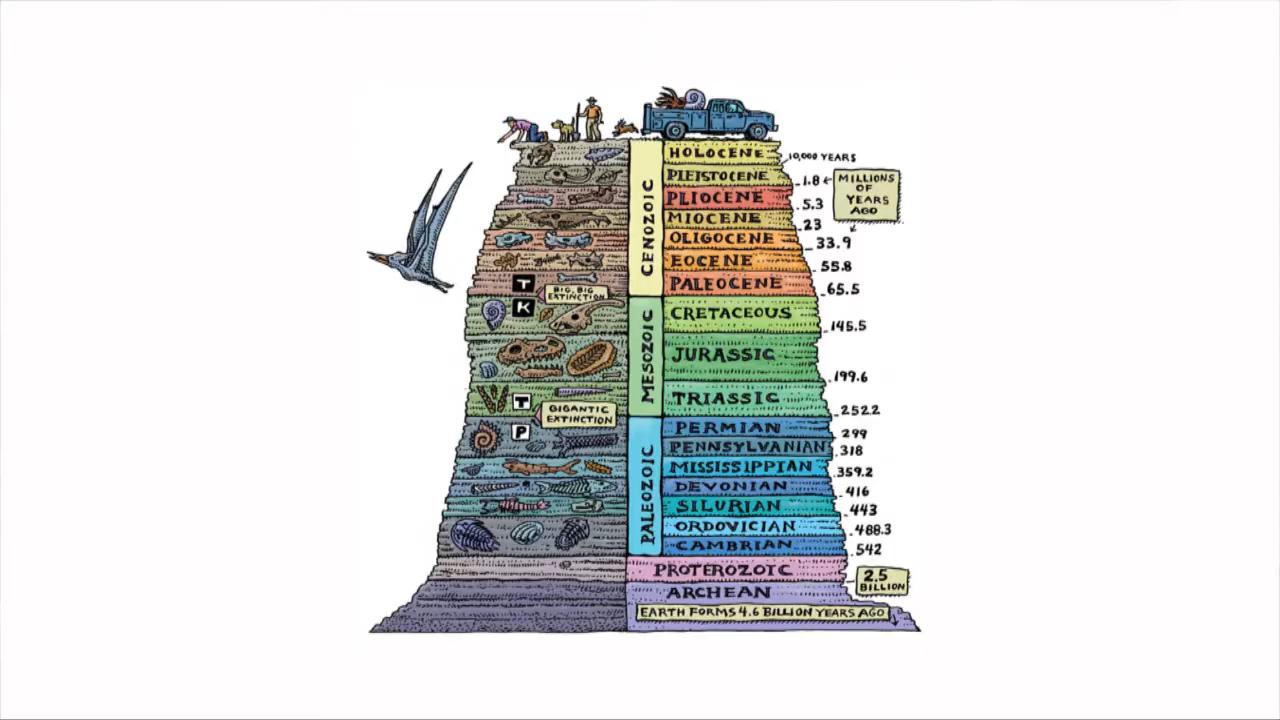 HOLOCENE
10,000 YEARS
PLEISTOCENE
1.8
MILLIONS
OF
YEARS
AGO
PLIOCENE
5.3
MIOCENE
23
OLIGOCENE
33.9
EOCENE
55.8
PALEOCENE
65.5
CENOZOIC
T
BIG, BIG
EXTINCTION
K
CRETACEOUS
145.5
JURASSIC
199.6
TRIASSIC
252.2
MESOZOIC
T
GIGANTIC
EXTINCTION
P
PERMIAN
299
PENNSYLVANIAN
318
MISSISSIPPIAN
359.2
DEVONIAN
416
SILURIAN
443
ORDOVICIAN
488.3
CAMBRIAN
542
PALEOZOIC
PROTEROZOIC
2.5
BILLION
ARCHEAN
EARTH FORMS 4.6 BILLION YEARS AGO